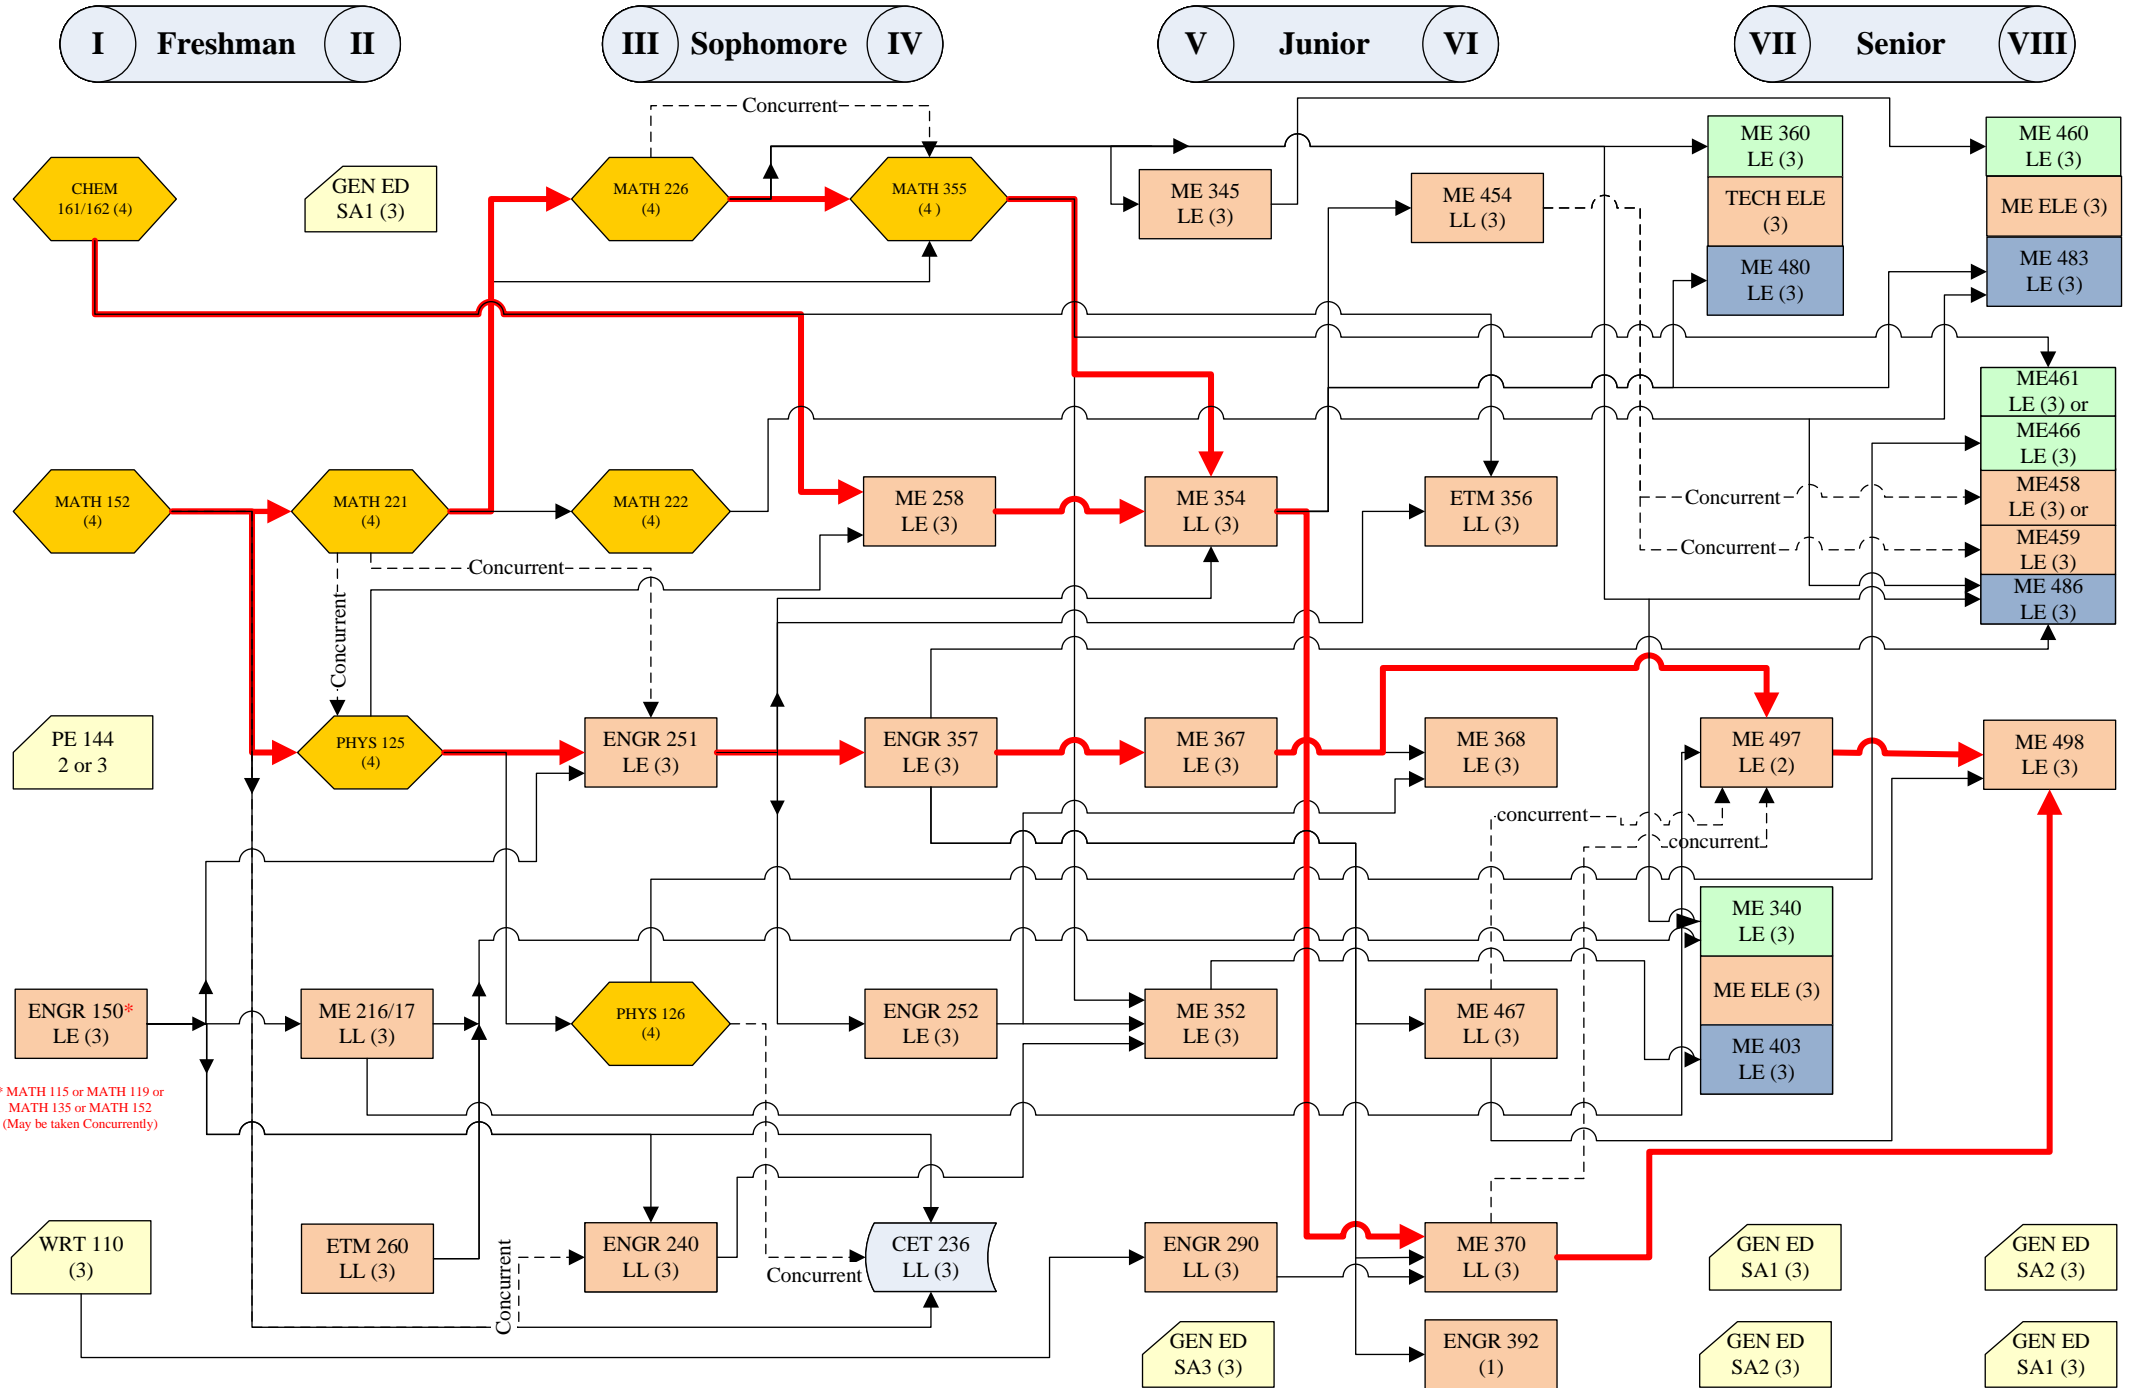 I Freshman II
III Sophomore IV
V Junior VI
VII Senior VIII
Concurrent
CHEM
161/162 (4)
GEN ED
SA1 (3)
MATH 226
(4)
MATH 355
(4 )
ME 345
LE (3)
ME 454
LL (3)
ME 360
LE (3)
TECH ELE
(3)
ME 480
LE (3)
ME 460
LE (3)
ME ELE (3)
ME 483
LE (3)
MATH 152
(4)
MATH 221
(4)
MATH 222
(4)
ME 258
LE (3)
ME 354
LL (3)
ETM 356
LL (3)
ME461
LE (3) or
ME466
LE (3)
ME458
LE (3) or
ME459
LE (3)
ME 486
LE (3)
Concurrent
Concurrent
Concurrent
Concurrent
PE 144
2 or 3
PHYS 125
(4)
ENGR 251
LE (3)
ENGR 357
LE (3)
ME 367
LE (3)
ME 368
LE (3)
ME 497
LE (2)
ME 498
LE (3)
concurrent
concurrent
ENGR 150*
LE (3)
ME 216/17
LL (3)
PHYS 126
(4)
ENGR 252
LE (3)
ME 352
LE (3)
ME 467
LL (3)
ME 340
LE (3)
ME ELE (3)
ME 403
LE (3)
* MATH 115 or MATH 119 or
MATH 135 or MATH 152
(May be taken Concurrently)
WRT 110
(3)
ETM 260
LL (3)
Concurrent
ENGR 240
LL (3)
Concurrent
CET 236
LL (3)
ENGR 290
LL (3)
ME 370
LL (3)
GEN ED
SA1 (3)
GEN ED
SA2 (3)
GEN ED
SA3 (3)
ENGR 392
(1)
GEN ED
SA2 (3)
GEN ED
SA1 (3)